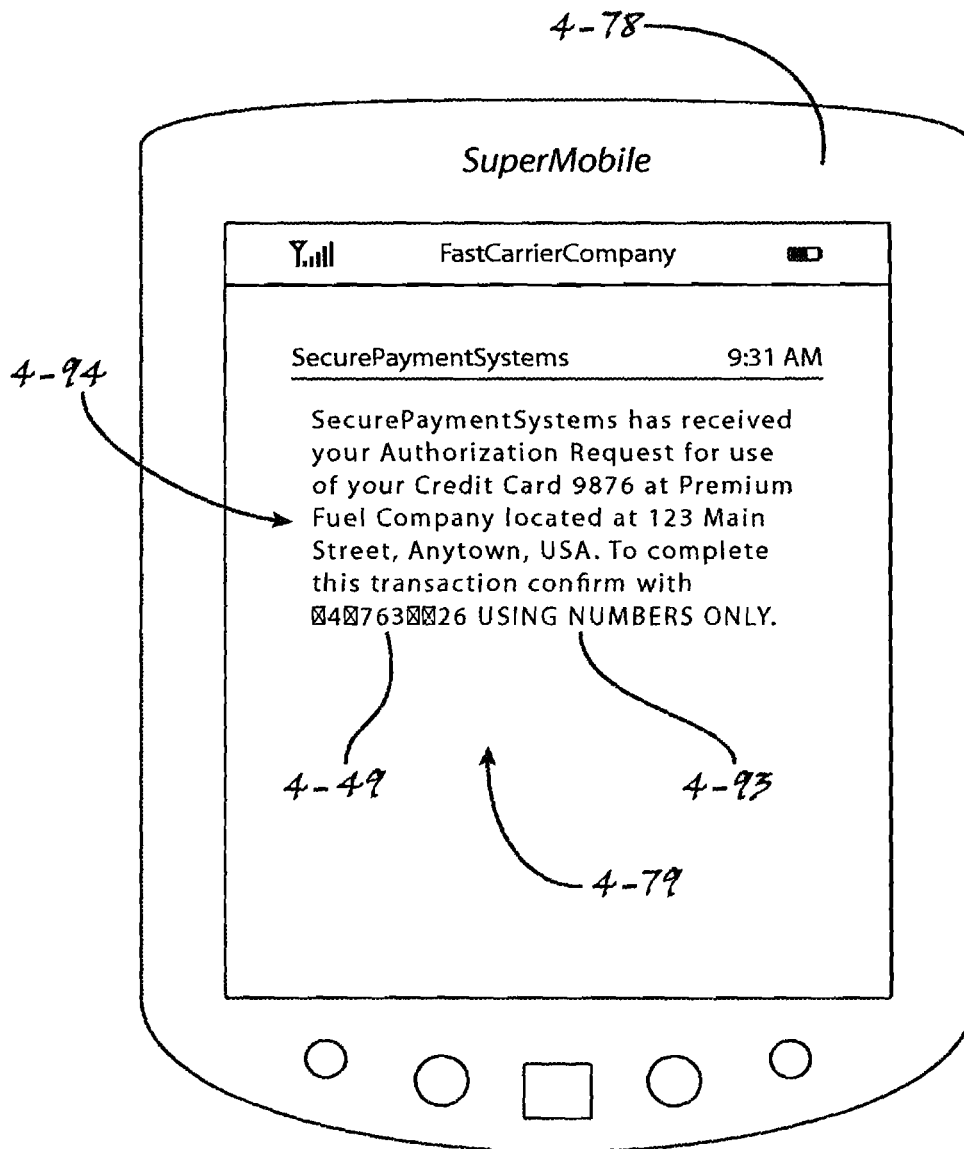 4-78
SuperMobile
FastCarrierCompany
SecurePaymentSystems 9:31 AM
4-94
SecurePaymentSystems has received
your Authorization Request for use
of your Credit Card 9876 at Premium
Fuel Company located at 123 Main
Street, Anytown, USA. To complete
this transaction confirm with
☒4☒763☒☒26 USING NUMBERS ONLY.
4-49
4-93
4-79